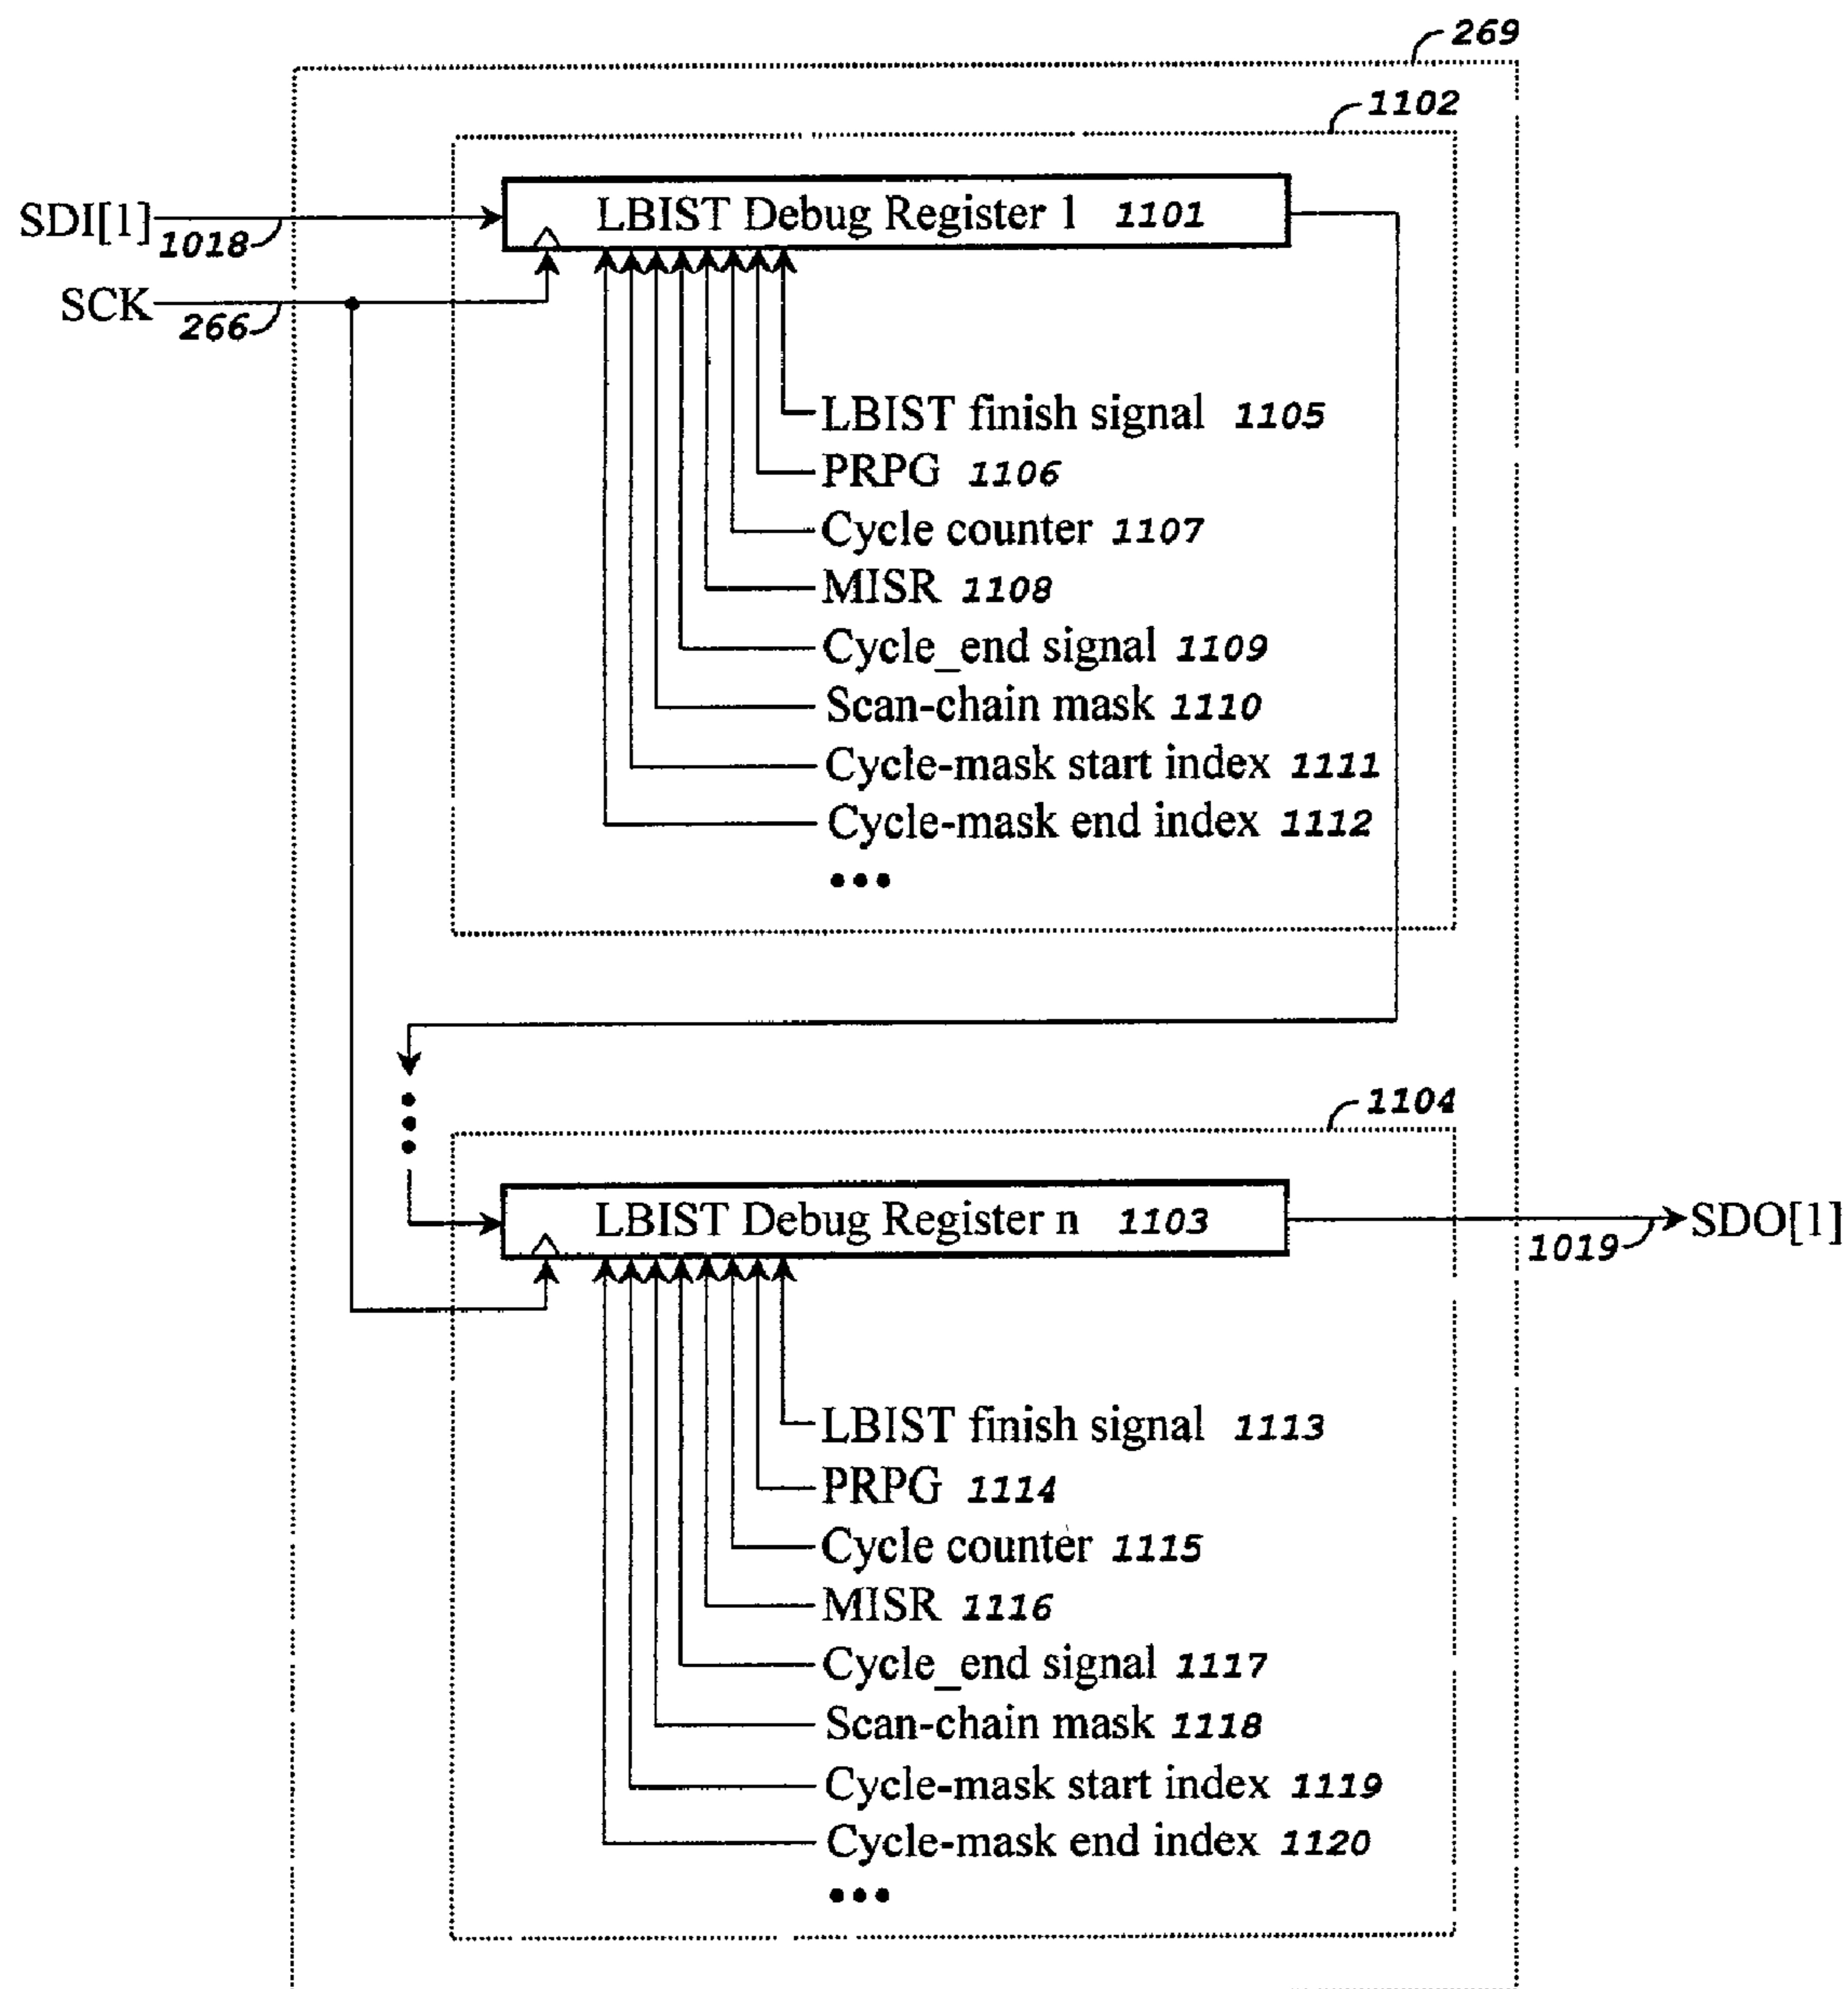 269
1102
SDI[1] 1018
LBIST Debug Register 1 1101
SCK 266
LBIST finish signal 1105
PRPG 1106
Cycle counter 1107
MISR 1108
Cycle_end signal 1109
Scan-chain mask 1110
Cycle-mask start index 1111
Cycle-mask end index 1112
•••
1104
LBIST Debug Register n 1103
1019 SDO[1]
LBIST finish signal 1113
PRPG 1114
Cycle counter 1115
MISR 1116
Cycle_end signal 1117
Scan-chain mask 1118
Cycle-mask start index 1119
Cycle-mask end index 1120
•••